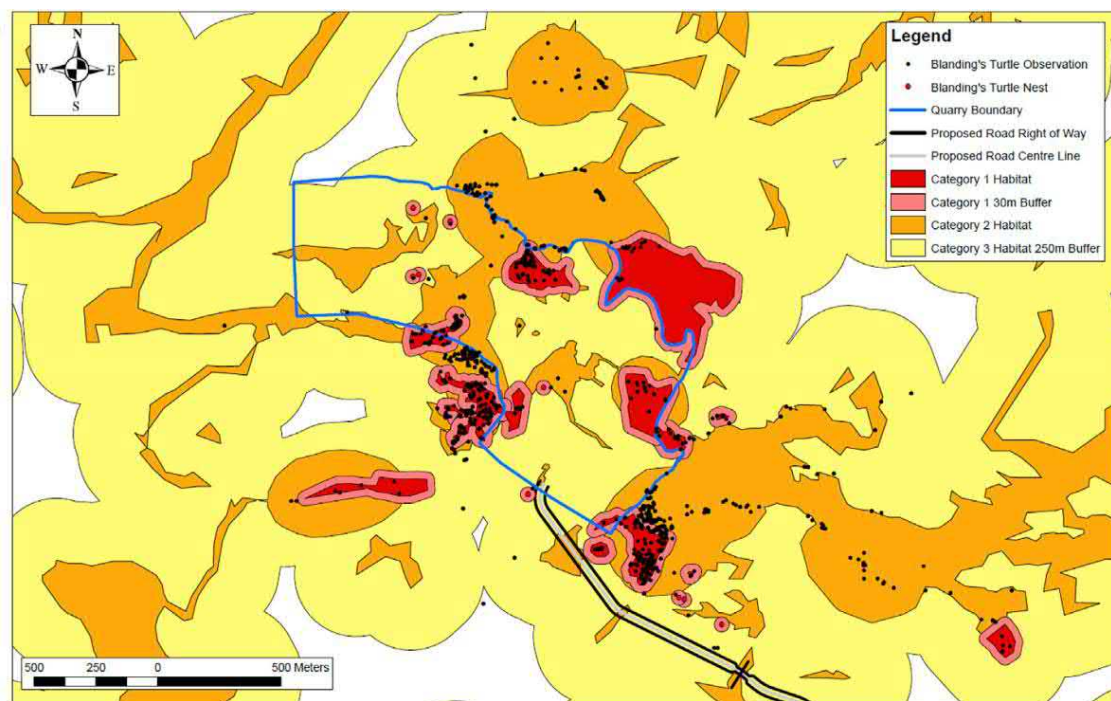 N
W E
S
Legend
Blanding's Turtle Observation
Blanding's Turtle Nest
Quarry Boundary
Proposed Road Right of Way
Proposed Road Centre Line
Category 1 Habitat
Category 1 30m Buffer
Category 2 Habitat
Category 3 Habitat 250m Buffer
500 250 0 500 Meters